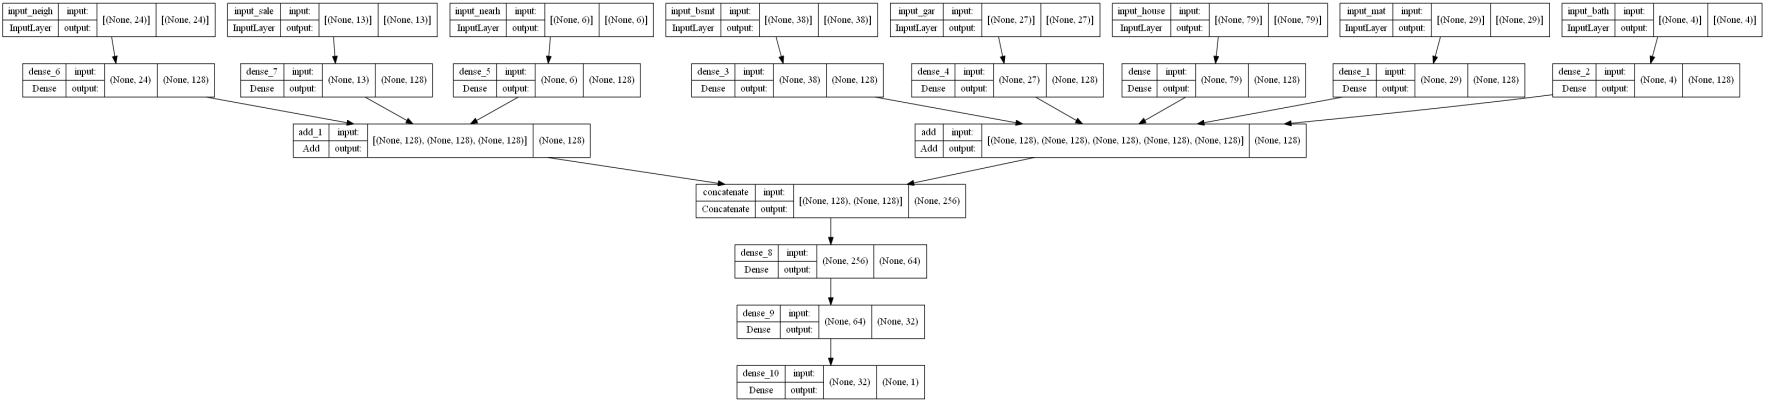 input_neigh input: [(None, 24)] [(None, 24)]
InputLayer output:
input_sale input: [(None, 13)] [(None, 13)]
InputLayer output:
input_nearh input: [(None, 6)] [(None, 6)]
InputLayer output:
input_bsmt input: [(None, 38)] [(None, 38)]
InputLayer output:
input_gar input: [(None, 27)] [(None, 27)]
InputLayer output:
input_house input: [(None, 79)] [(None, 79)]
InputLayer output:
input_mat input: [(None, 29)] [(None, 29)]
InputLayer output:
input_bath input: [(None, 4)] [(None, 4)]
InputLayer output:
dense_6 input: (None, 24) (None, 128)
Dense output:
dense_7 input: (None, 13) (None, 128)
Dense output:
dense_5 input: (None, 6) (None, 128)
Dense output:
dense_3 input: (None, 38) (None, 128)
Dense output:
dense_4 input: (None, 27) (None, 128)
Dense output:
dense input: (None, 79) (None, 128)
Dense output:
dense_1 input: (None, 29) (None, 128)
Dense output:
dense_2 input: (None, 4) (None, 128)
Dense output:
add_1 input: [(None, 128), (None, 128), (None, 128)] (None, 128)
Add output:
add input: [(None, 128), (None, 128), (None, 128), (None, 128), (None, 128)] (None, 128)
Add output:
concatenate input: [(None, 128), (None, 128)] (None, 256)
Concatenate output:
dense_8 input: (None, 256) (None, 64)
Dense output:
dense_9 input: (None, 64) (None, 32)
Dense output:
dense_10 input: (None, 32) (None, 1)
Dense output: